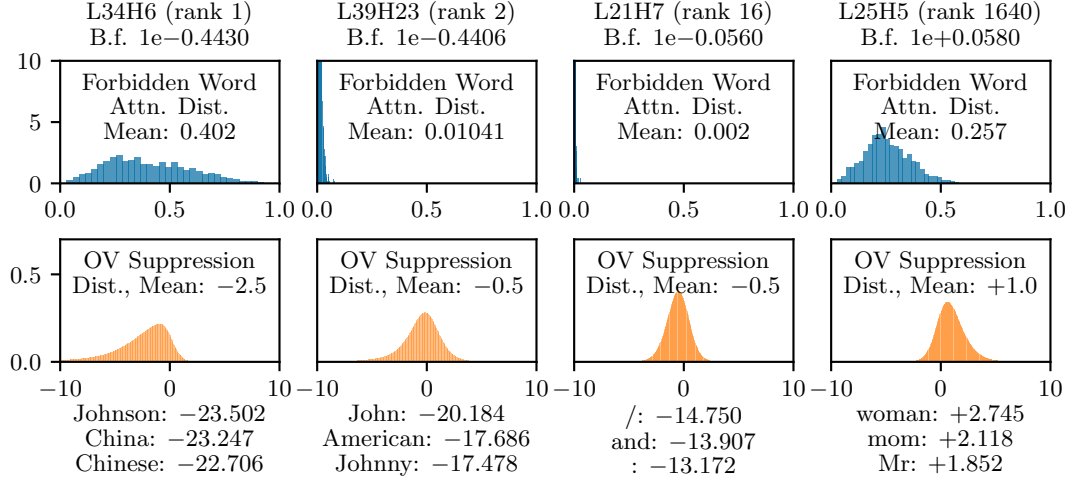 L34H6 (rank 1)
B.f. 1e−0.4430
L39H23 (rank 2)
B.f. 1e−0.4406
L21H7 (rank 16)
B.f. 1e−0.0560
L25H5 (rank 1640)
B.f. 1e+0.0580
10
5
0
Forbidden Word
Attn. Dist.
Mean: 0.402
0.0 0.5 1.0
Forbidden Word
Attn. Dist.
Mean: 0.01041
0.0 0.5 1.0
Forbidden Word
Attn. Dist.
Mean: 0.002
0.0 0.5 1.0
Forbidden Word
Attn. Dist.
Mean: 0.257
0.0 0.5 1.0
0.5
0.0
OV Suppression
Dist., Mean: −2.5
−10 0 10
OV Suppression
Dist., Mean: −0.5
−10 0 10
OV Suppression
Dist., Mean: −0.5
−10 0 10
OV Suppression
Dist., Mean: +1.0
−10 0 10
Johnson: −23.502
China: −23.247
Chinese: −22.706
John: −20.184
American: −17.686
Johnny: −17.478
/: −14.750
and: −13.907
: −13.172
woman: +2.745
mom: +2.118
Mr: +1.852